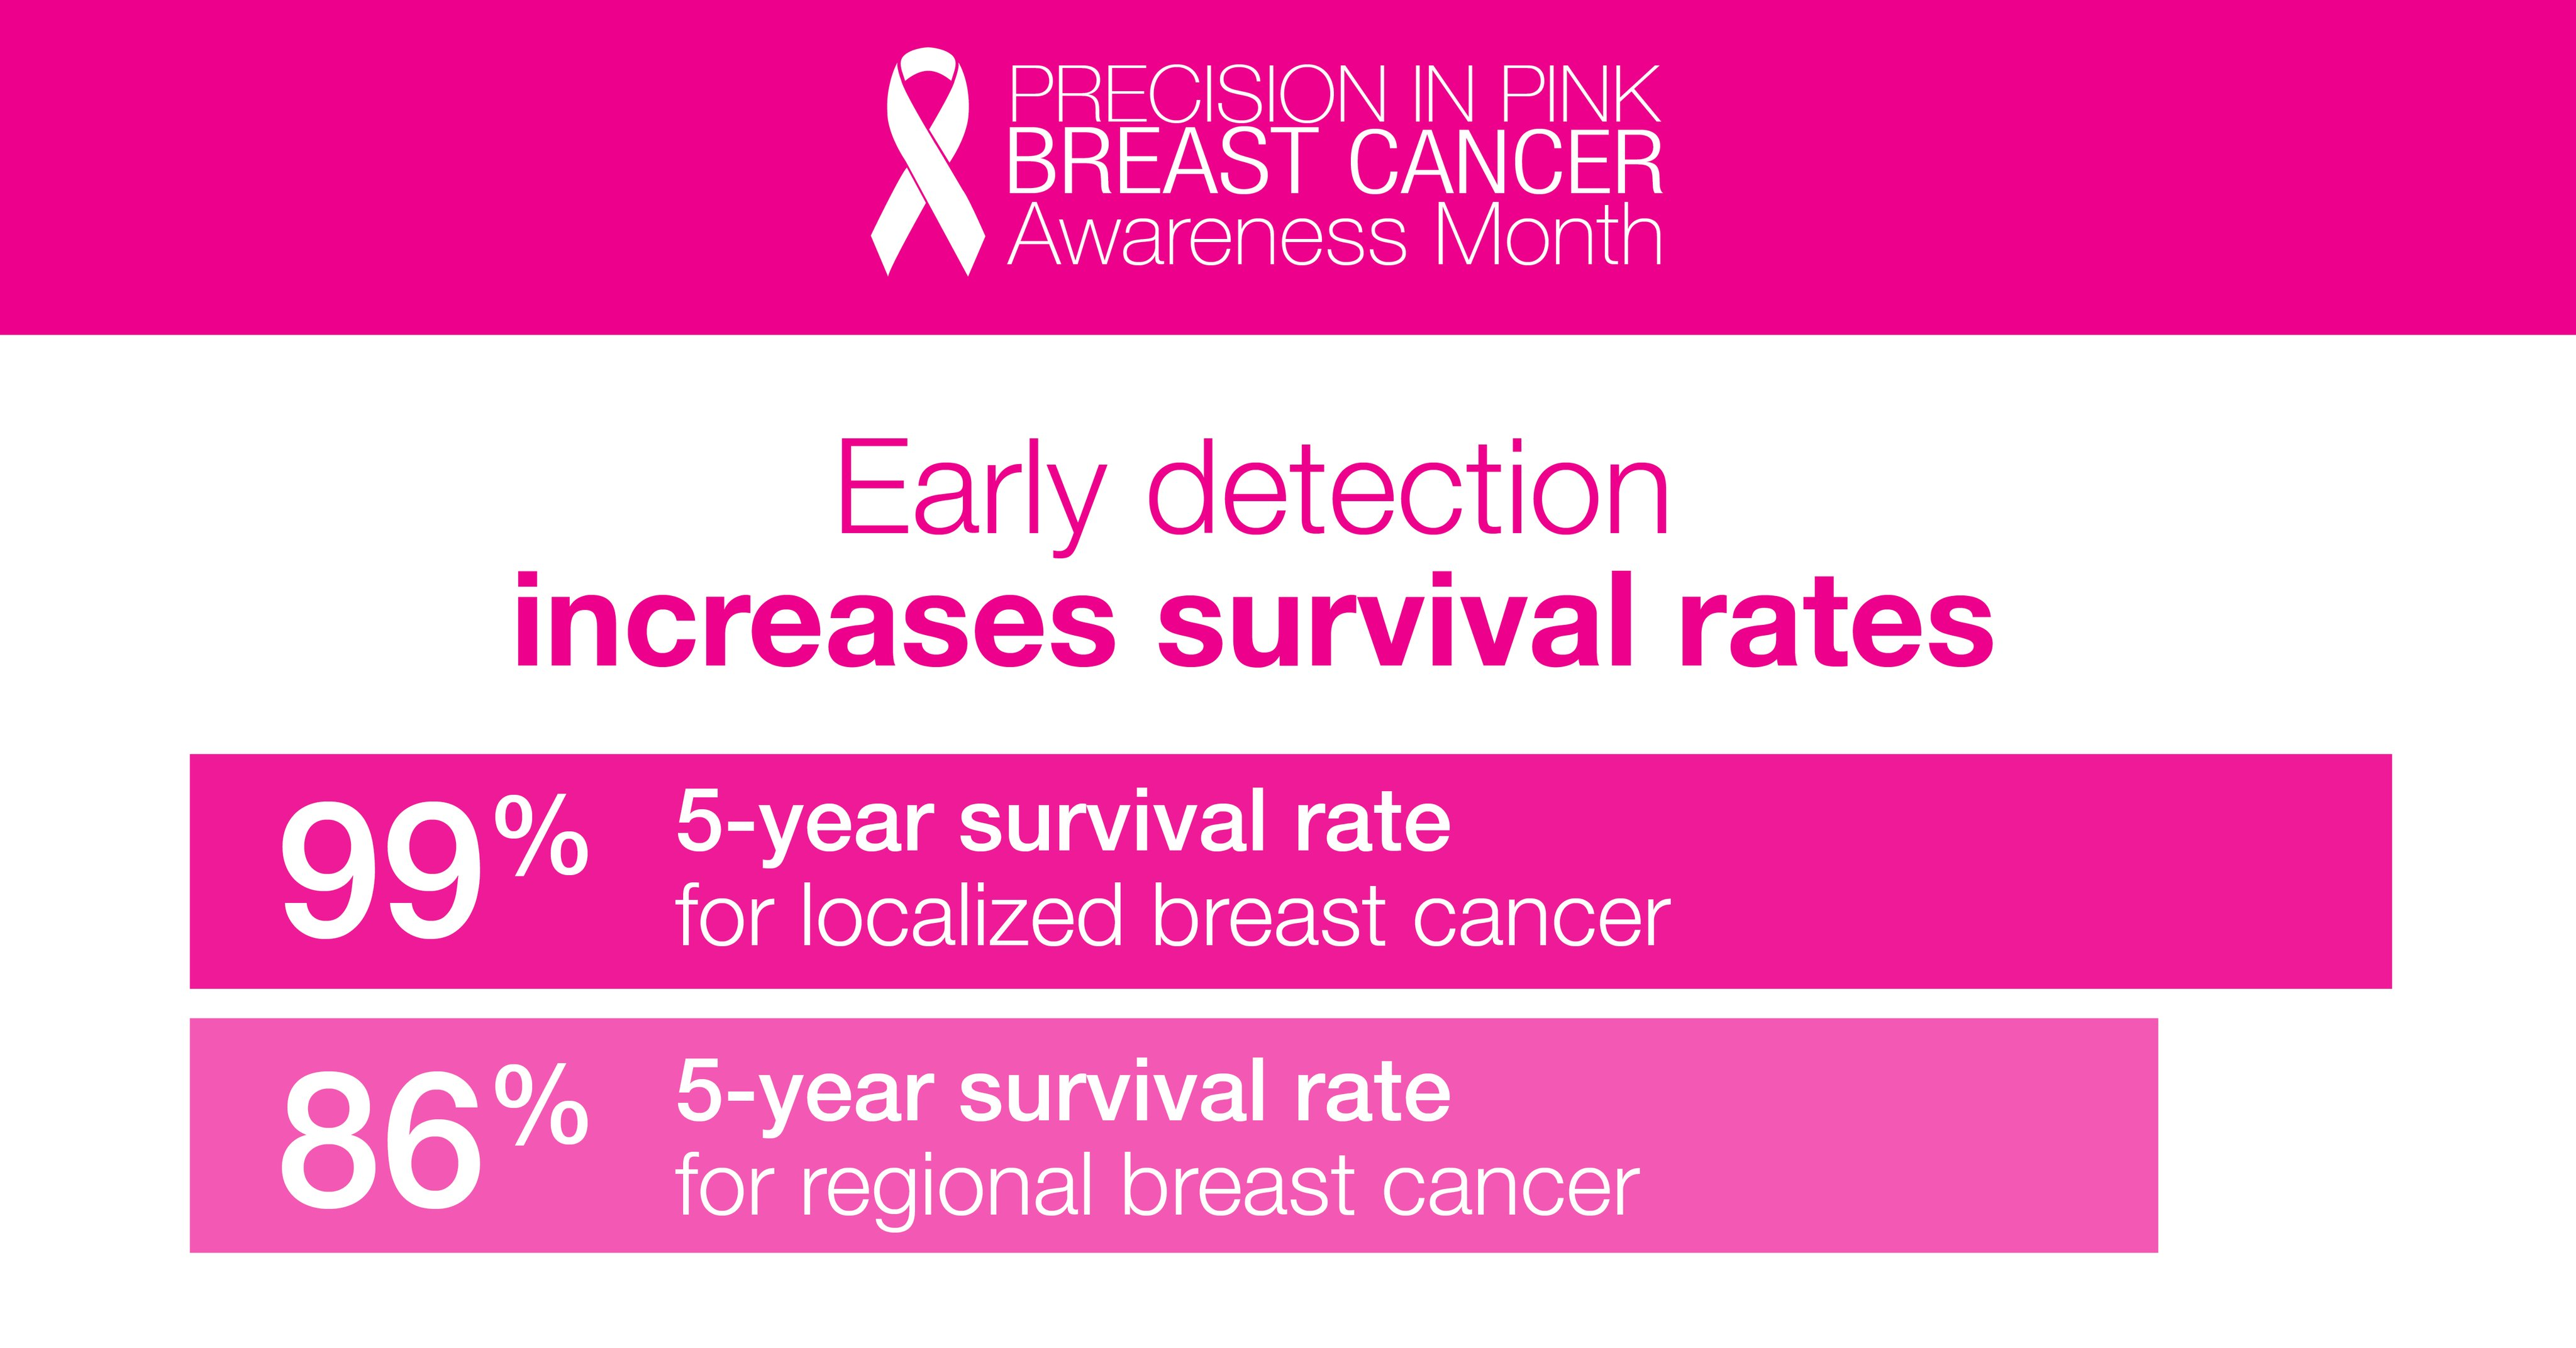 PRECISION IN PINK
BREAST CANCER
Awareness Month
Early detection
increases survival rates
99%
5-year survival rate
for localized breast cancer
86%
5-year survival rate
for regional breast cancer